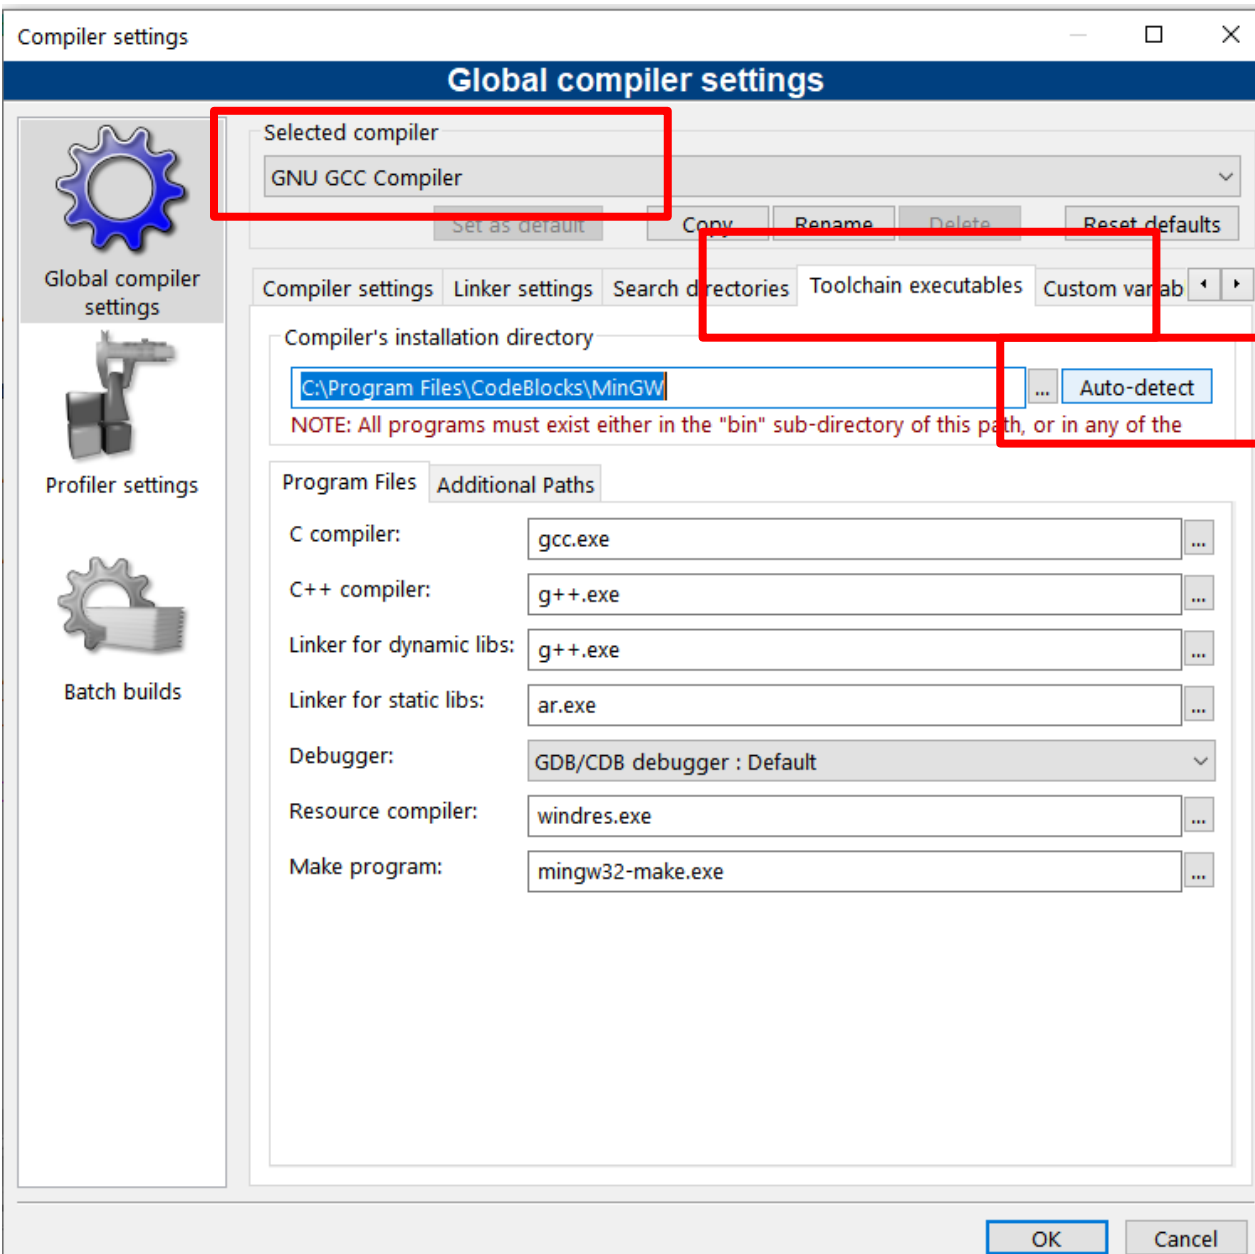 Compiler settings
Global compiler settings
Global compiler
settings
Profiler settings
Batch builds
Selected compiler
GNU GCC Compiler
Set as default
Copy
Rename
Delete
Reset defaults
Compiler settings
Linker settings
Search directories
Toolchain executables
Custom variab
Compiler's installation directory
C:\Program Files\CodeBlocks\MinGW
...
Auto-detect
NOTE: All programs must exist either in the "bin" sub-directory of this path, or in any of the
Program Files
Additional Paths
C compiler:
gcc.exe
...
C++ compiler:
g++.exe
...
Linker for dynamic libs:
g++.exe
...
Linker for static libs:
ar.exe
...
Debugger:
GDB/CDB debugger : Default
Resource compiler:
windres.exe
...
Make program:
mingw32-make.exe
...
OK
Cancel